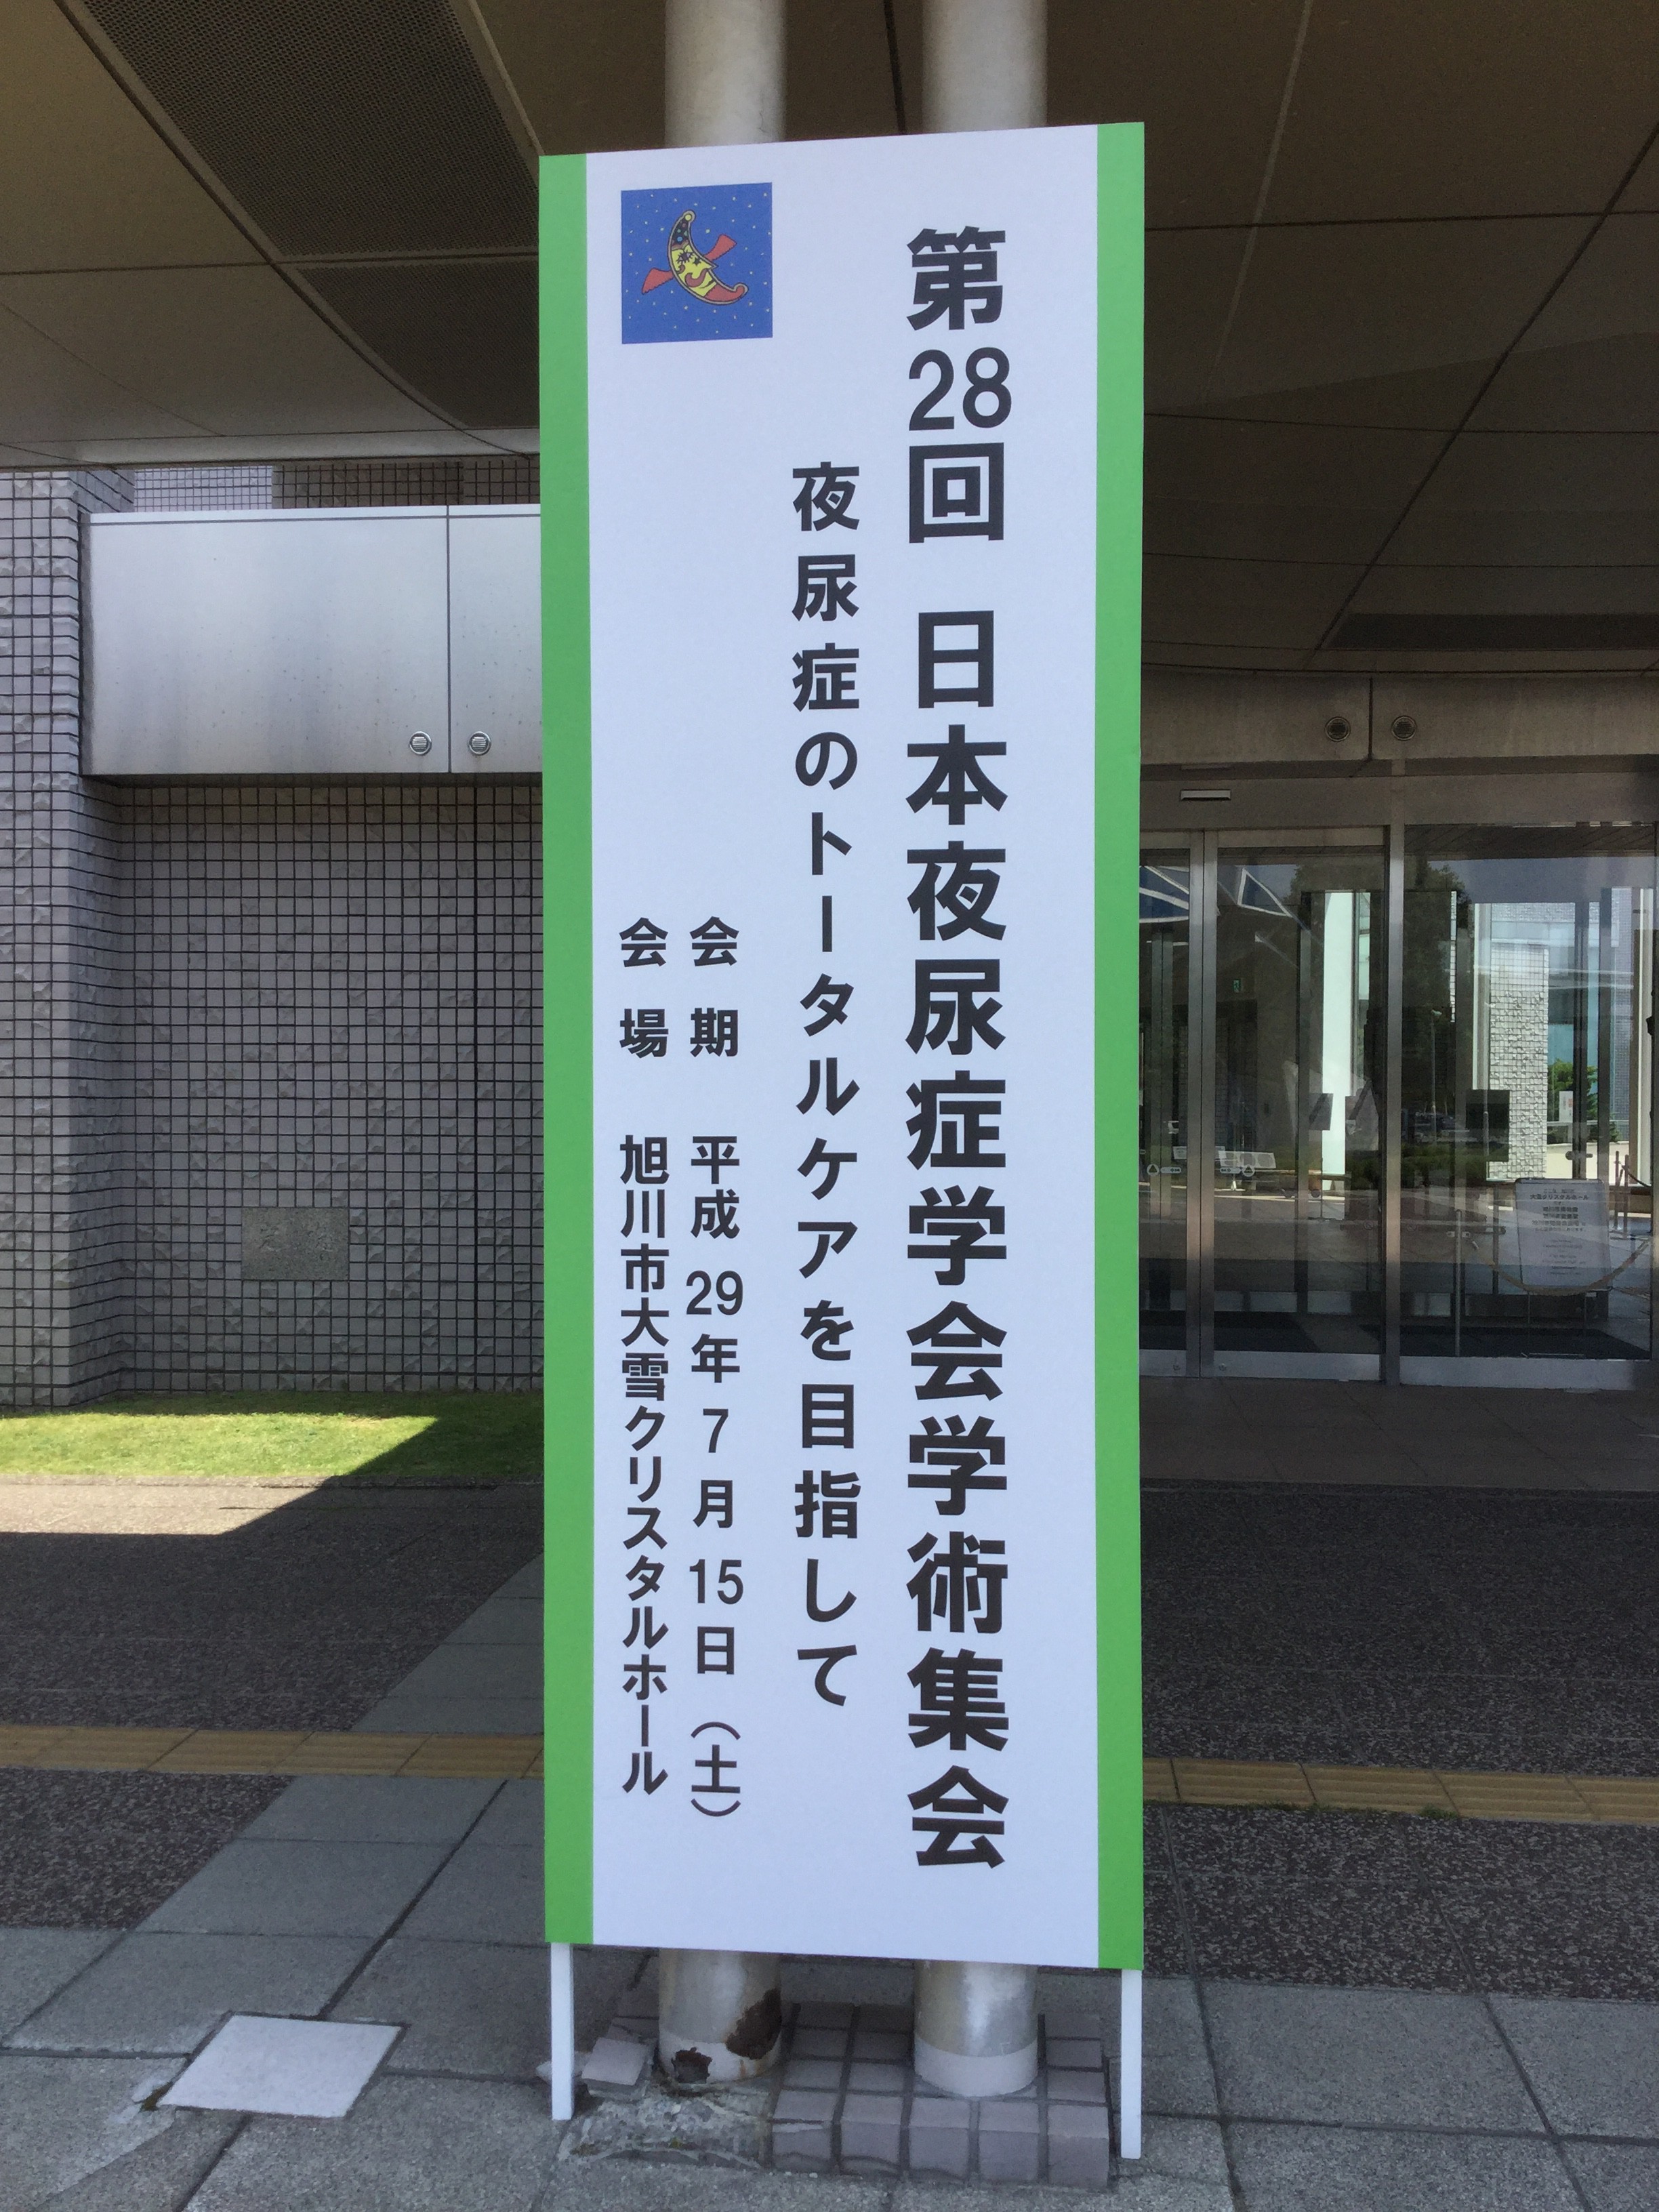 第28回 日本夜尿症学会学術集会
夜尿症のトータルケアを目指して
会 期 平成 29年 7月 15日(土)
会 場 旭川市大雪クリスタルホール